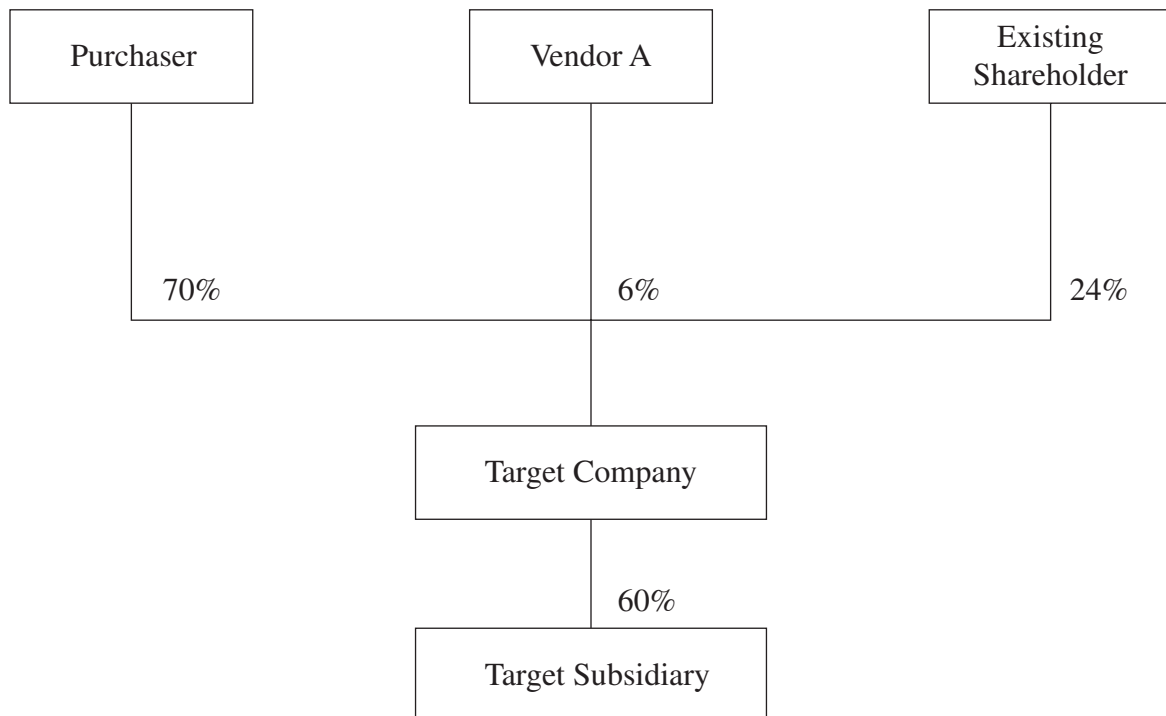 Purchaser
Vendor A
Existing
Shareholder
70%
6%
24%
Target Company
60%
Target Subsidiary